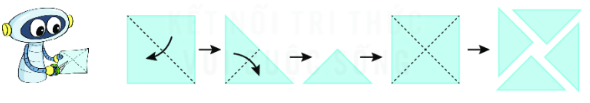 KẾT NỐI TRI THỨC
VỚI CUỘC SỐNG